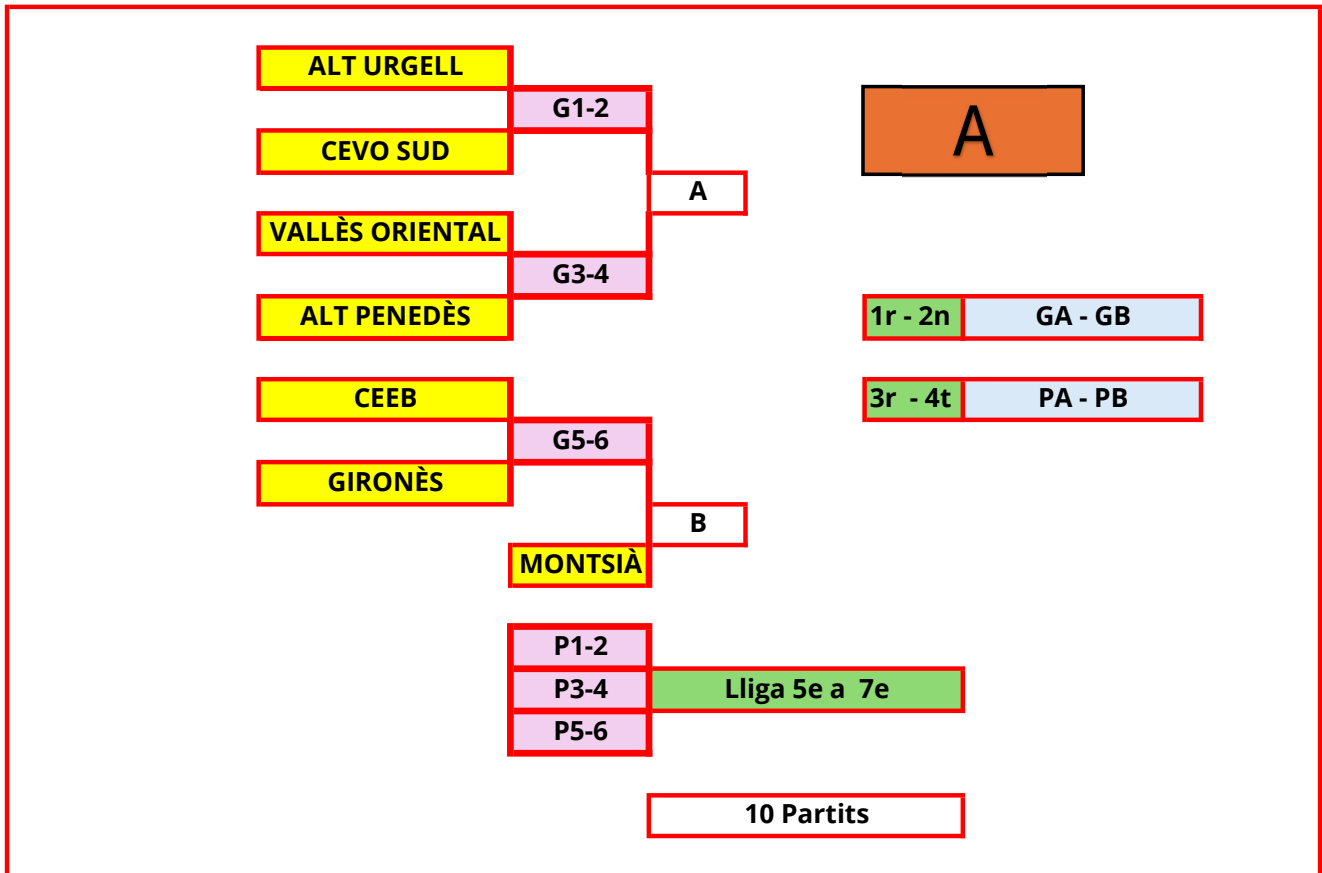 ALT URGELL
G1-2
A
CEVO SUD
A
VALLÈS ORIENTAL
G3-4
ALT PENEDÈS
1r - 2n GA - GB
CEEB
3r - 4t PA - PB
G5-6
GIRONÈS
B
MONTSIÀ
P1-2
P3-4 Lliga 5e a 7e
P5-6
10 Partits